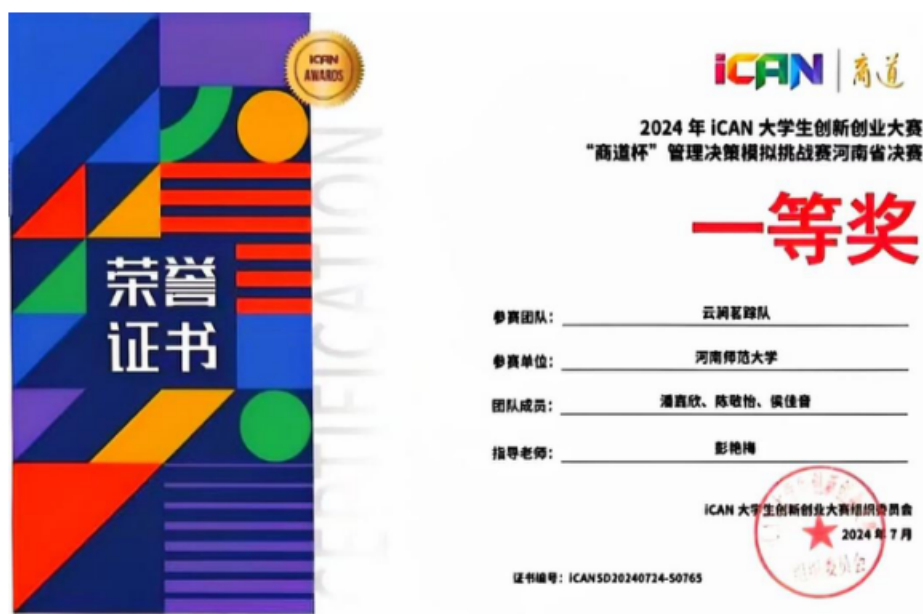 iCAN
AWARDS
CERTIFICATION
荣誉
证书
iCAN 商道
2024 年 iCAN 大学生创新创业大赛
“商道杯”管理决策模拟挑战赛河南省决赛
一等奖
参赛团队： 云涧茗踪队
参赛单位： 河南师范大学
团队成员： 潘嘉欣、陈敬怡、侯佳音
指导老师： 彭艳梅
iCAN 大学生创新创业大赛组织委员会
2024 年 7 月
证书编号：iCANSD20240724-S0765